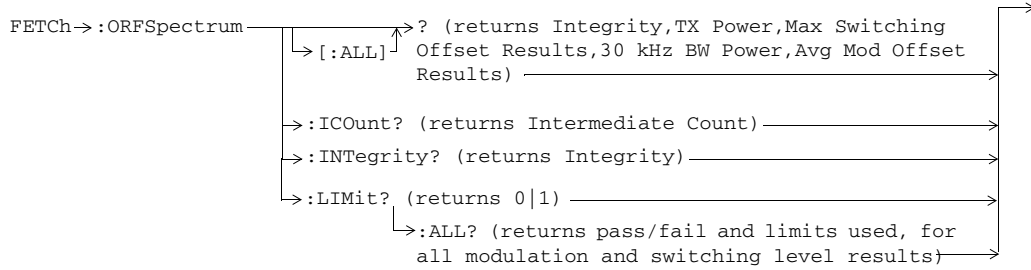 FETCh :ORFSpectrum ? (returns Integrity,TX Power,Max Switching
[:ALL] Offset Results,30 kHz BW Power,Avg Mod Offset
Results)
:ICOunt? (returns Intermediate Count)
:INTegrity? (returns Integrity)
:LIMit? (returns 0|1)
:ALL? (returns pass/fail and limits used, for
all modulation and switching level results)